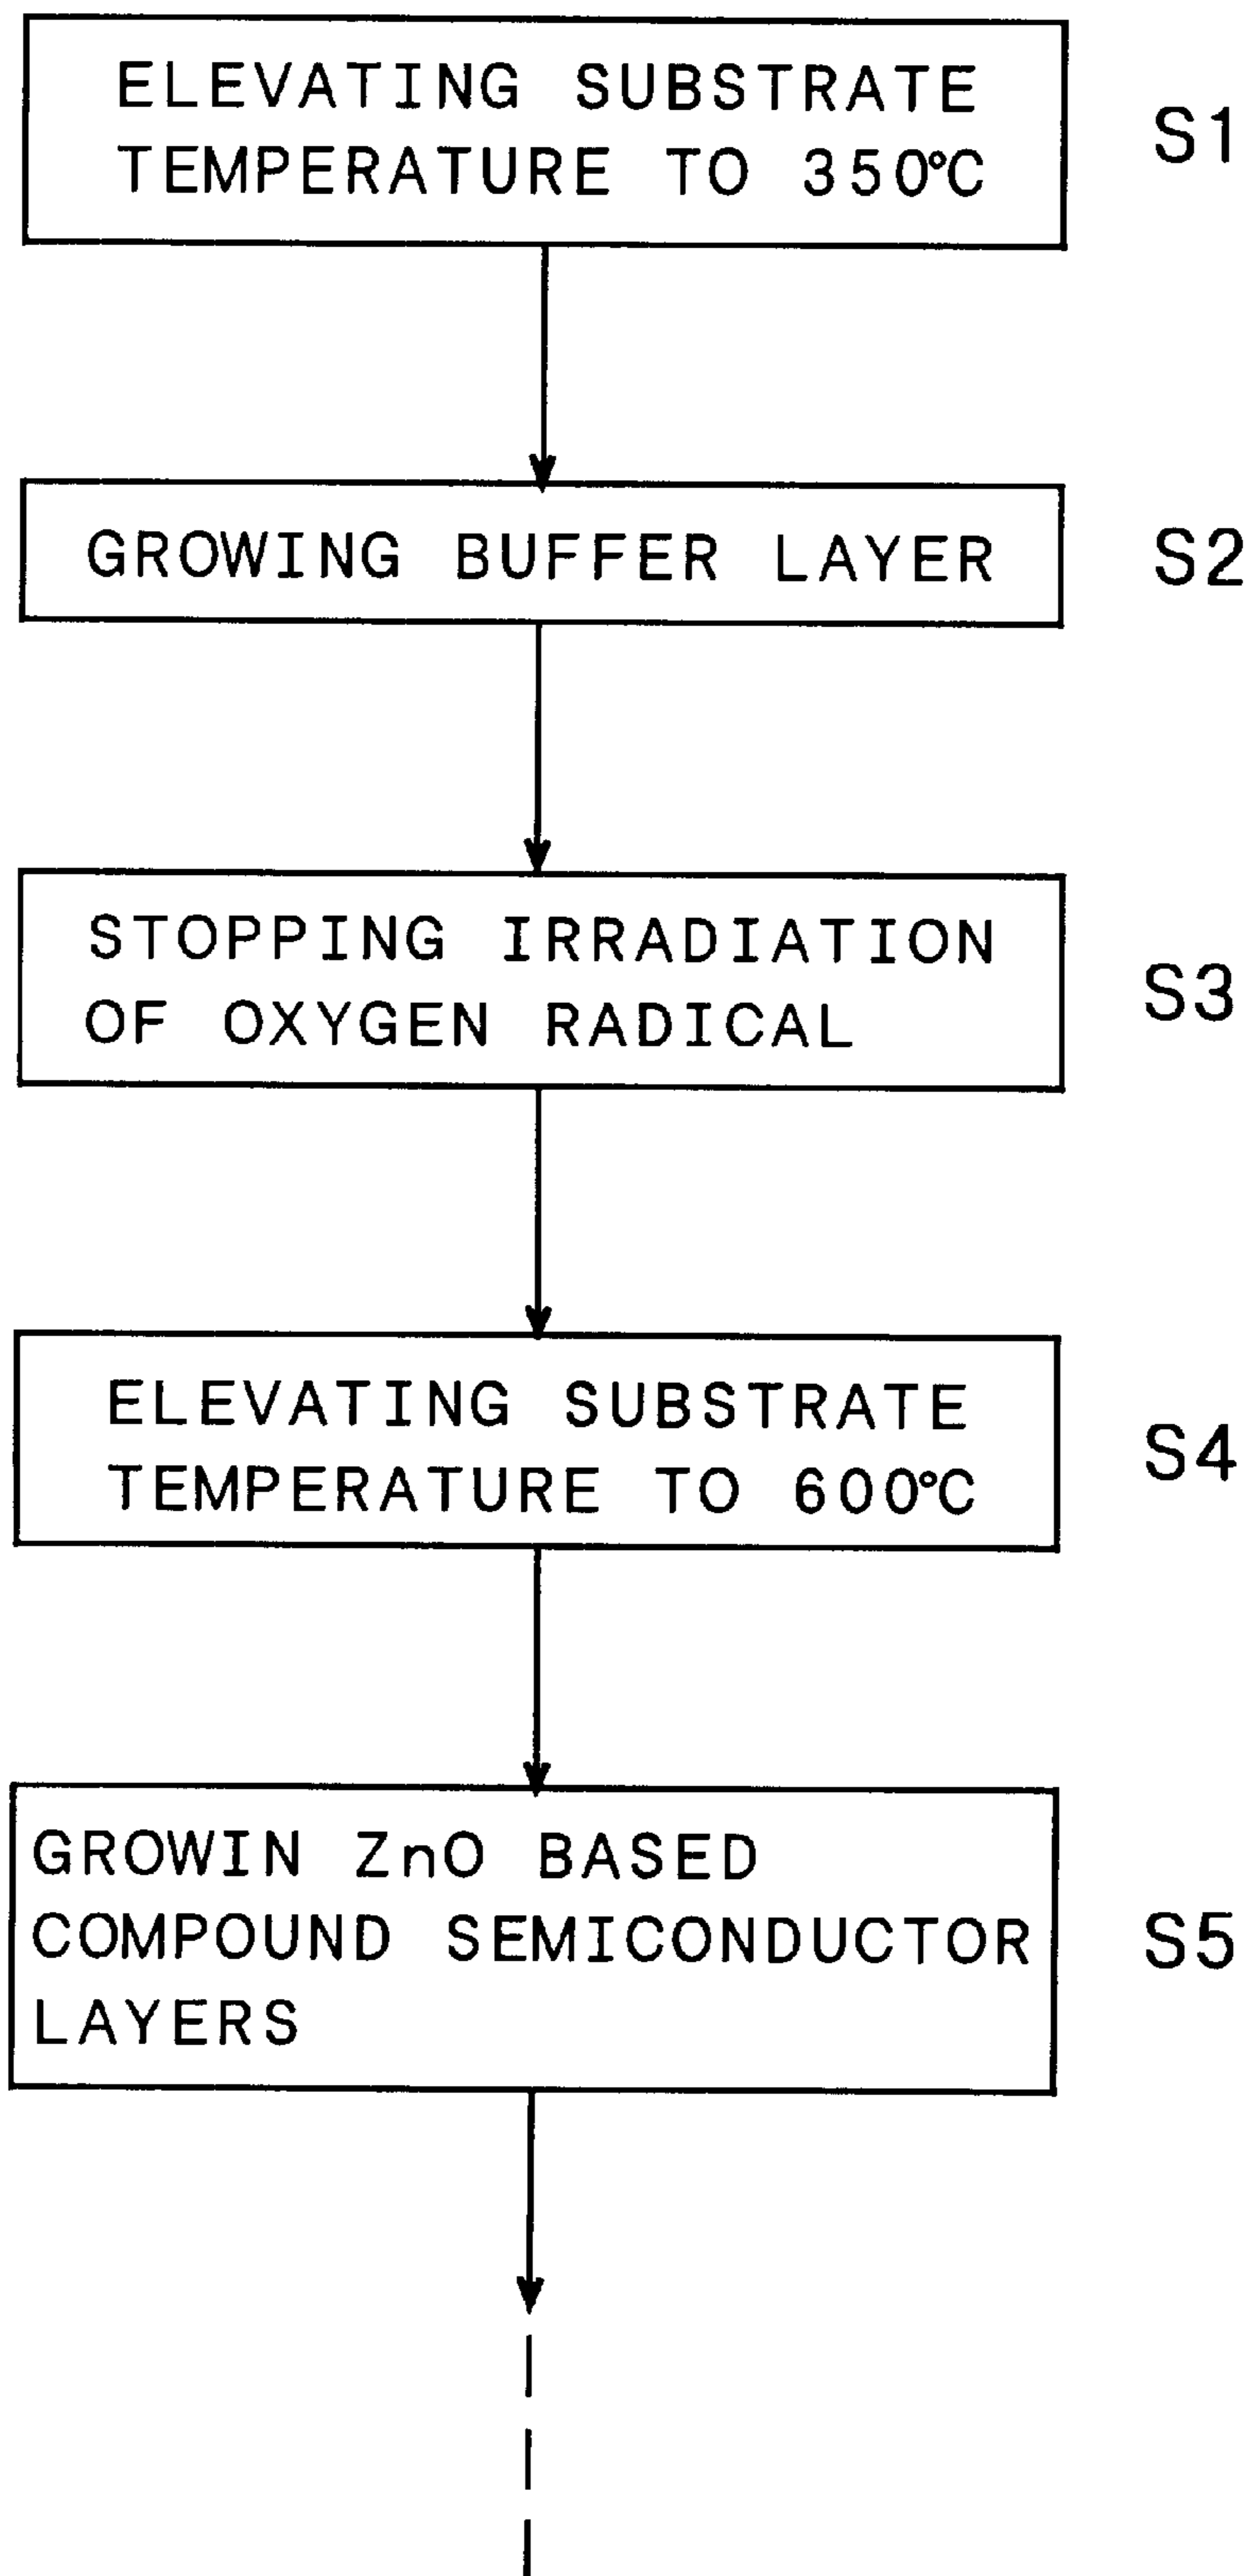 ELEVATING SUBSTRATE
TEMPERATURE TO 350℃
S1
GROWING BUFFER LAYER
S2
STOPPING IRRADIATION
OF OXYGEN RADICAL
S3
ELEVATING SUBSTRATE
TEMPERATURE TO 600℃
S4
GROWIN ZnO BASED
COMPOUND SEMICONDUCTOR
LAYERS
S5